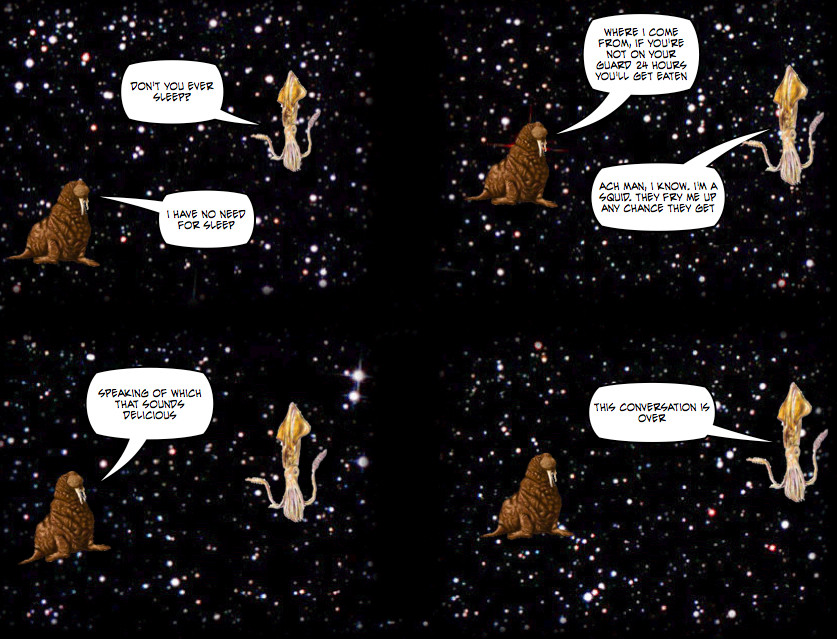 DON'T YOU EVER
SLEEP?
I HAVE NO NEED
FOR SLEEP
WHERE I COME
FROM, IF YOU'RE
NOT ON YOUR
GUARD 24 HOURS
YOU'LL GET EATEN
ACH MAN, I KNOW. I'M A
SQUID. THEY FRY ME UP
ANY CHANCE THEY GET
SPEAKING OF WHICH
THAT SOUNDS
DELICIOUS
THIS CONVERSATION IS
OVER